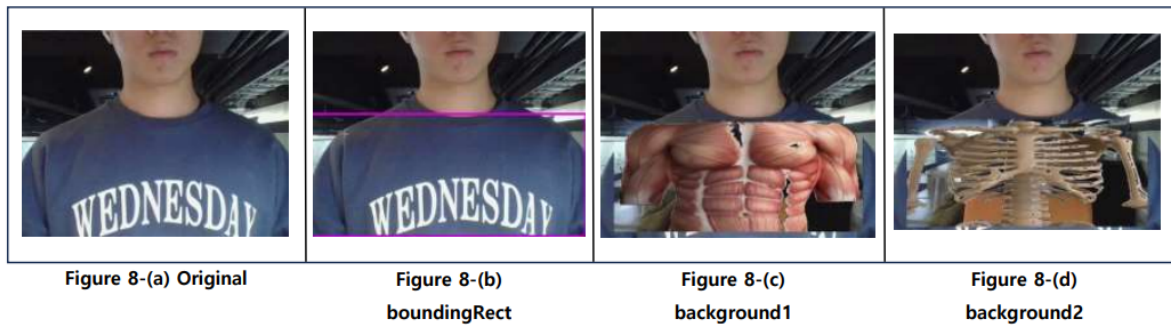 WEDNESDAY
WEDNESDAY
Figure 8-(a) Original
Figure 8-(b)
boundingRect
Figure 8-(c)
background1
Figure 8-(d)
background2